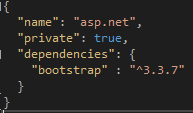 {
"name": "asp.net",
"private": true,
"dependencies": {
"bootstrap" : "^3.3.7"
}
}